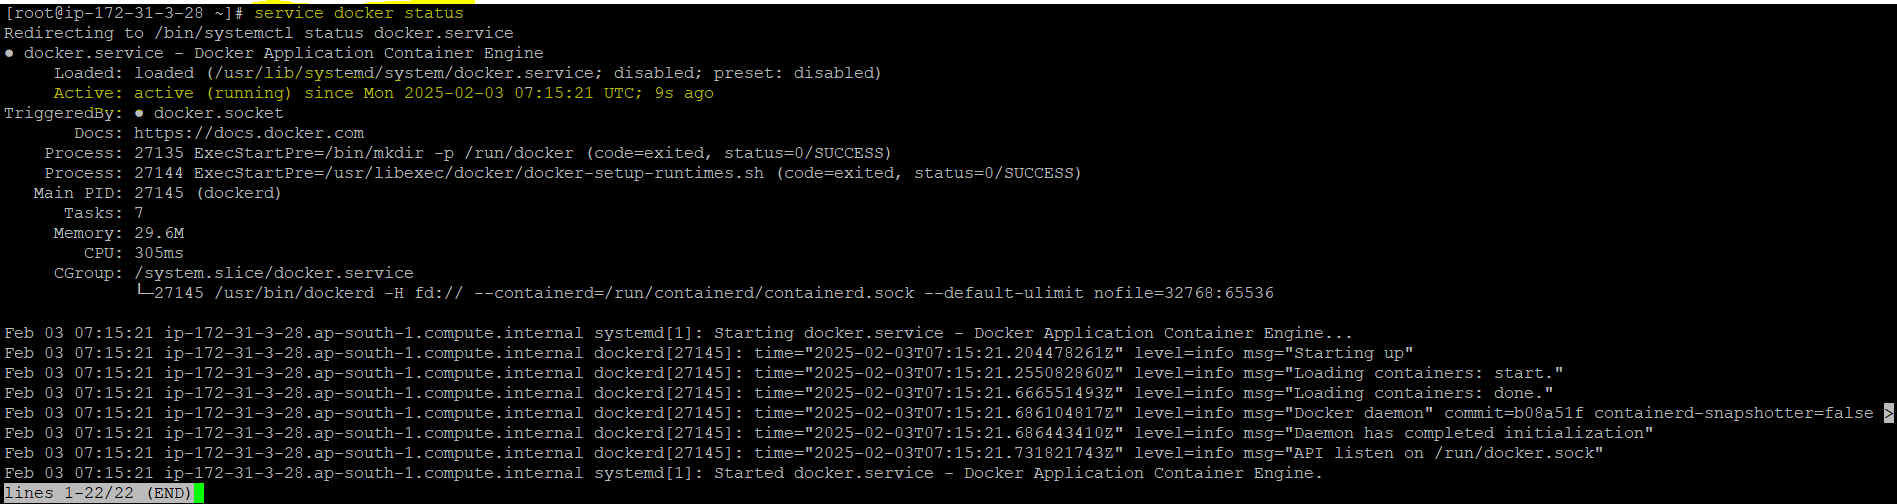 [root@ip-172-31-3-28 ~]# service docker status
Redirecting to /bin/systemctl status docker.service
● docker.service - Docker Application Container Engine
     Loaded: loaded (/usr/lib/systemd/system/docker.service; disabled; preset: disabled)
     Active: active (running) since Mon 2025-02-03 07:15:21 UTC; 9s ago
TriggeredBy: ● docker.socket
       Docs: https://docs.docker.com
    Process: 27135 ExecStartPre=/bin/mkdir -p /run/docker (code=exited, status=0/SUCCESS)
    Process: 27144 ExecStartPre=/usr/libexec/docker/docker-setup-runtimes.sh (code=exited, status=0/SUCCESS)
   Main PID: 27145 (dockerd)
      Tasks: 7
     Memory: 29.6M
        CPU: 305ms
     CGroup: /system.slice/docker.service
             └─27145 /usr/bin/dockerd -H fd:// --containerd=/run/containerd/containerd.sock --default-ulimit nofile=32768:65536

Feb 03 07:15:21 ip-172-31-3-28.ap-south-1.compute.internal systemd[1]: Starting docker.service - Docker Application Container Engine...
Feb 03 07:15:21 ip-172-31-3-28.ap-south-1.compute.internal dockerd[27145]: time="2025-02-03T07:15:21.204478261Z" level=info msg="Starting up"
Feb 03 07:15:21 ip-172-31-3-28.ap-south-1.compute.internal dockerd[27145]: time="2025-02-03T07:15:21.255082860Z" level=info msg="Loading containers: start."
Feb 03 07:15:21 ip-172-31-3-28.ap-south-1.compute.internal dockerd[27145]: time="2025-02-03T07:15:21.666551493Z" level=info msg="Loading containers: done."
Feb 03 07:15:21 ip-172-31-3-28.ap-south-1.compute.internal dockerd[27145]: time="2025-02-03T07:15:21.686104817Z" level=info msg="Docker daemon" commit=b08a51f containerd-snapshotter=false >
Feb 03 07:15:21 ip-172-31-3-28.ap-south-1.compute.internal dockerd[27145]: time="2025-02-03T07:15:21.686443410Z" level=info msg="Daemon has completed initialization"
Feb 03 07:15:21 ip-172-31-3-28.ap-south-1.compute.internal dockerd[27145]: time="2025-02-03T07:15:21.731821743Z" level=info msg="API listen on /run/docker.sock"
Feb 03 07:15:21 ip-172-31-3-28.ap-south-1.compute.internal systemd[1]: Started docker.service - Docker Application Container Engine.
lines 1-22/22 (END)